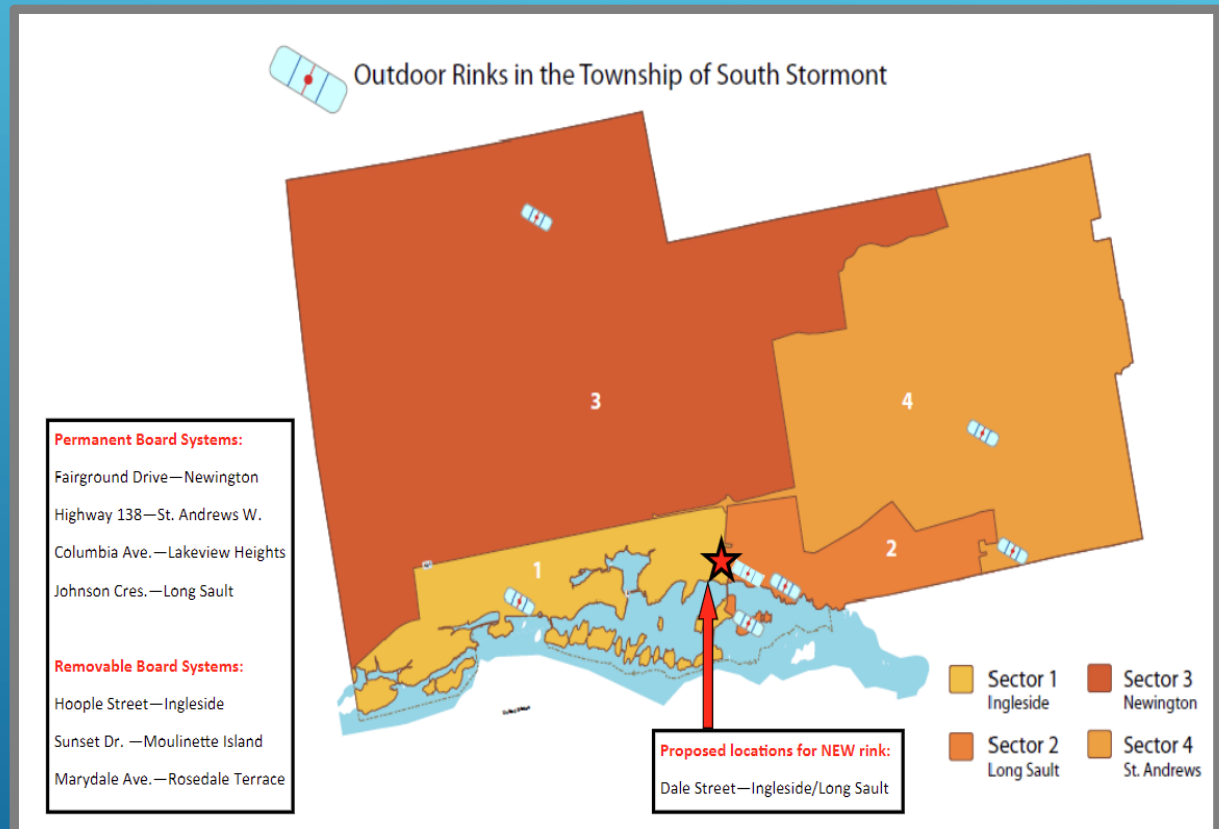 Outdoor Rinks in the Township of South Stormont
3
4
1
2
Permanent Board Systems:
Fairground Drive—Newington
Highway 138—St. Andrews W.
Columbia Ave.—Lakeview Heights
Johnson Cres.—Long Sault
Removable Board Systems:
Hoople Street—Ingleside
Sunset Dr. —Moulinette Island
Marydale Ave.—Rosedale Terrace
Proposed locations for NEW rink:
Dale Street—Ingleside/Long Sault
Sector 1
Ingleside
Sector 2
Long Sault
Sector 3
Newington
Sector 4
St. Andrews